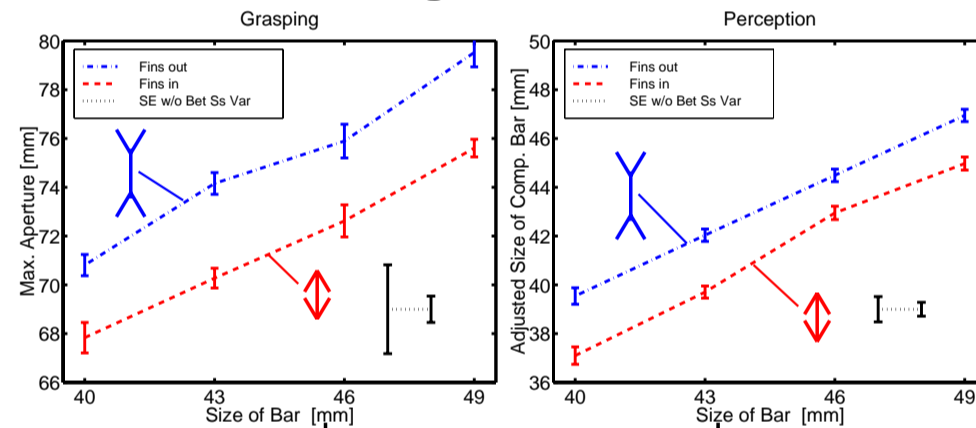 Grasping
80
78
76
74
72
70
68
66
Max. Aperture [mm]
Fins out
Fins in
SE w/o Bet Ss Var
40
43
46
49
Size of Bar [mm]
Perception
50
48
46
44
42
40
38
36
Adjusted Size of Comp. Bar [mm]
Fins out
Fins in
SE w/o Bet Ss Var
40
43
46
49
Size of Bar [mm]